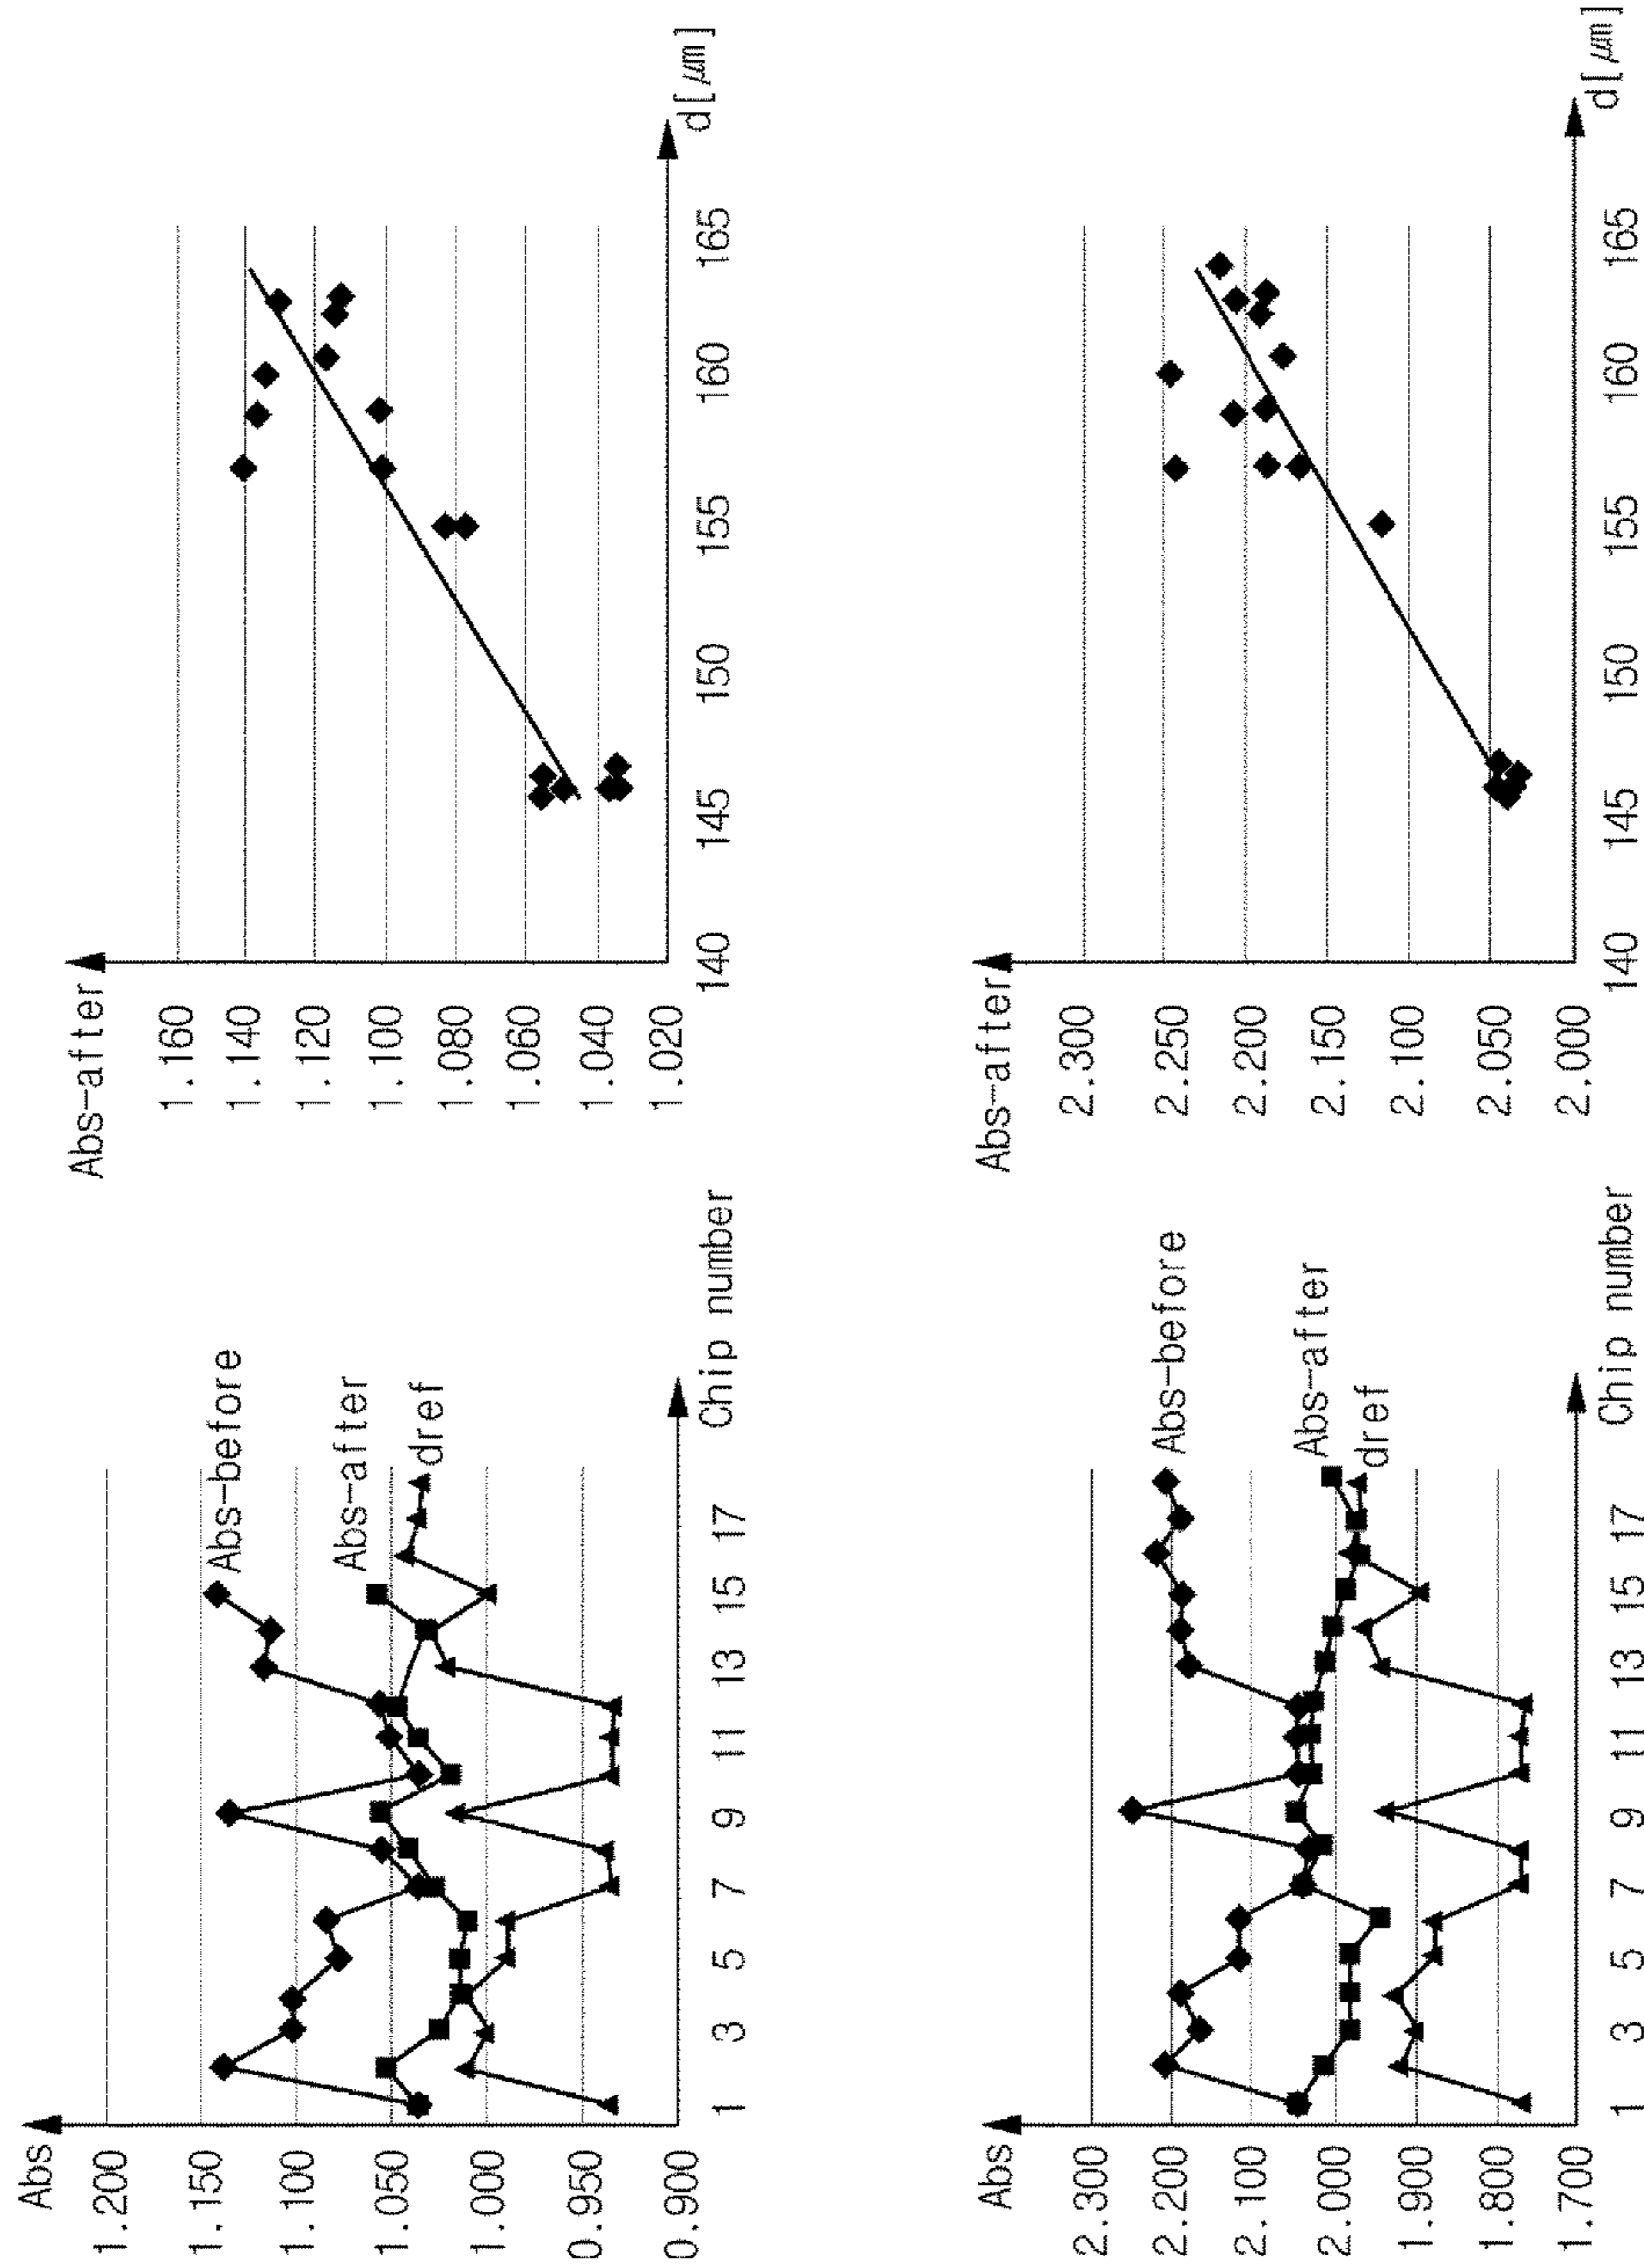 Abs
1.200
1.150
1.100
1.050
1.000
0.950
0.900
1 3 5 7 9 11 13 15 17
Chip number
Abs-before
Abs-after
dref
Abs-after
1.160
1.140
1.120
1.100
1.080
1.060
1.040
1.020
140 145 150 155 160 165
d[μm]
Abs
2.300
2.200
2.100
2.000
1.900
1.800
1.700
1 3 5 7 9 11 13 15 17
Chip number
Abs-before
Abs-after
dref
Abs-after
2.300
2.250
2.200
2.150
2.100
2.050
2.000
140 145 150 155 160 165
d[μm]